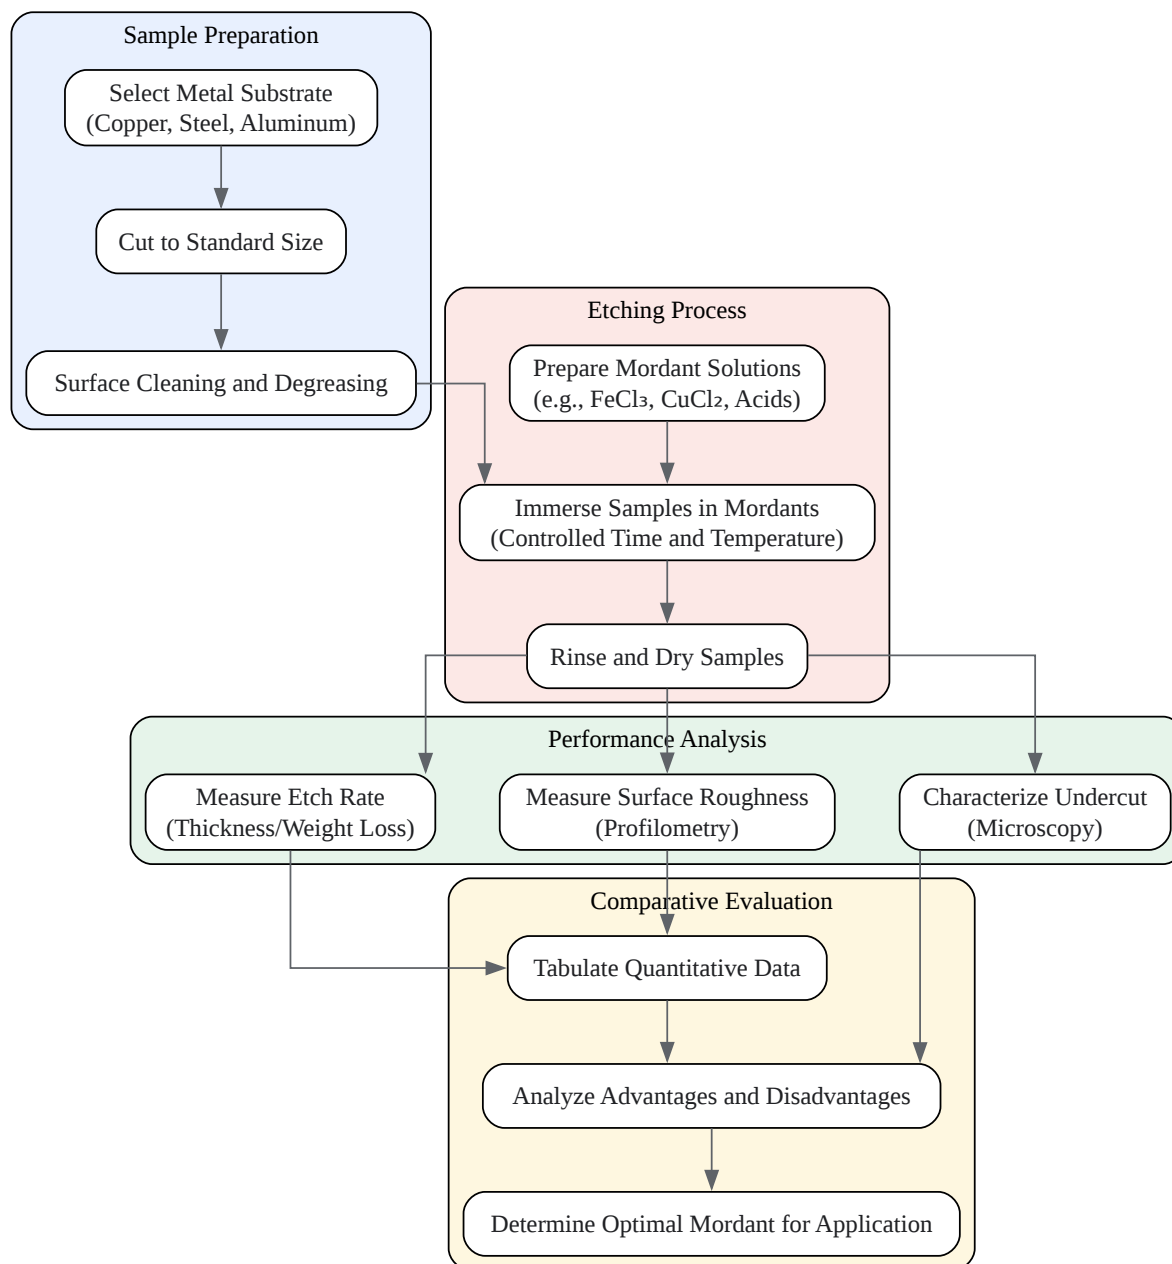 Sample Preparation
Select Metal Substrate
(Copper, Steel, Aluminum)
Cut to Standard Size
Surface Cleaning and Degreasing
Etching Process
Prepare Mordant Solutions
(e.g., FeCl₃, CuCl₂, Acids)
Immerse Samples in Mordants
(Controlled Time and Temperature)
Rinse and Dry Samples
Performance Analysis
Measure Etch Rate
(Thickness/Weight Loss)
Measure Surface Roughness
(Profilometry)
Characterize Undercut
(Microscopy)
Comparative Evaluation
Tabulate Quantitative Data
Analyze Advantages and Disadvantages
Determine Optimal Mordant for Application